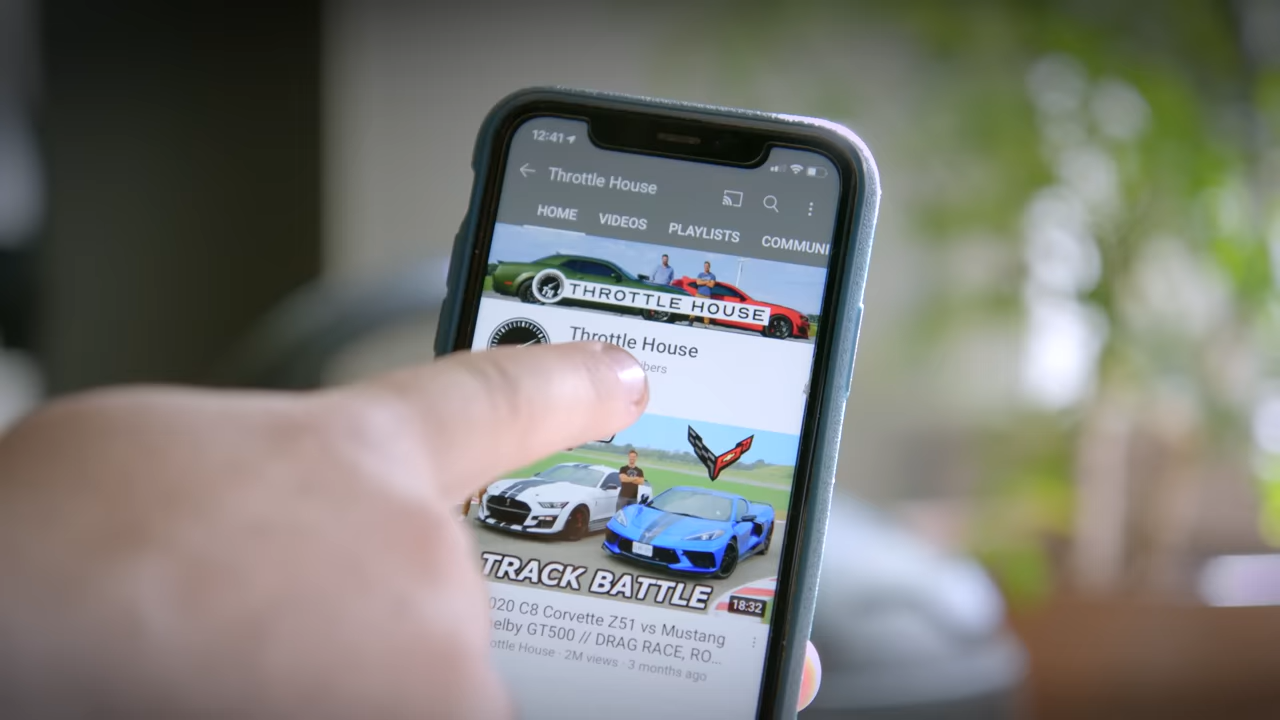 12:41
Throttle House
HOME VIDEOS PLAYLISTS COMMUNI
THROTTLE HOUSE
Throttle House
TRACK BATTLE
18:32
020 C8 Corvette Z51 vs Mustang
elby GT500 // DRAG RACE, RO...
ottle House · 2M views · 3 months ago